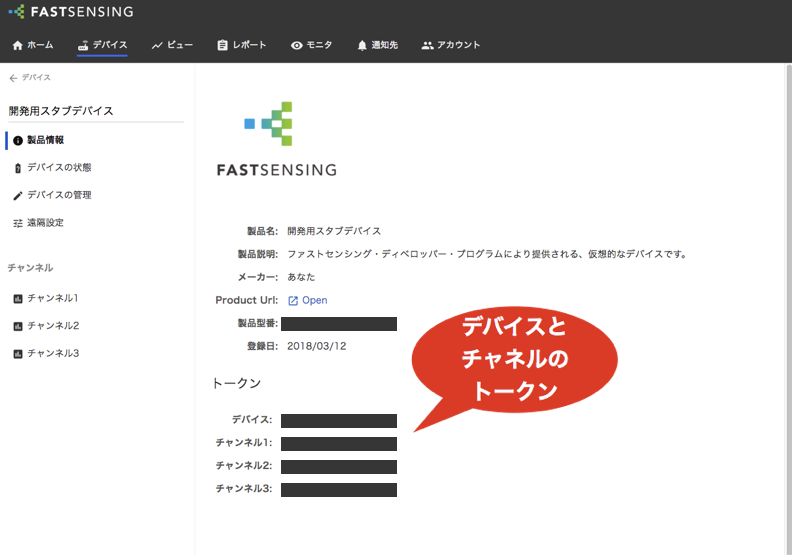 FASTSENSING
ホーム デバイス ビュー レポート モニタ 通知先 アカウント
デバイス
開発用スタブデバイス
製品情報
デバイスの状態
デバイスの管理
遠隔設定
チャンネル
チャンネル1
チャンネル2
チャンネル3
FASTSENSING
製品名: 開発用スタブデバイス
製品説明: ファストセンシング・ディベロッパー・プログラムにより提供される、仮想的なデバイスです。
メーカー: あなた
Product Url: Open
製品型番:
登録日: 2018/03/12
トークン
デバイス:
チャンネル1:
チャンネル2:
チャンネル3:
デバイスと
チャネルの
トークン